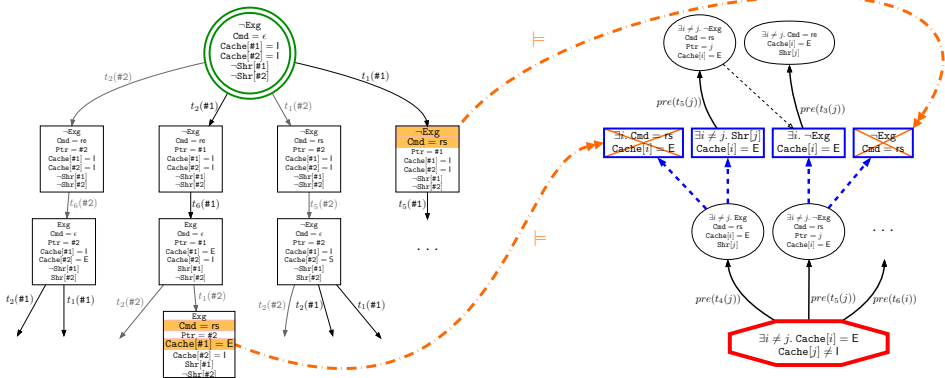 ¬Exg
Cmd = ϵ
Cache[#1] = I
Cache[#2] = I
¬Shr[#1]
¬Shr[#2]
t₂(#2)
t₂(#1)
t₁(#2)
t₁(#1)
¬Exg
Cmd = re
Ptr = #2
Cache[#1] = I
Cache[#2] = I
¬Shr[#1]
¬Shr[#2]
¬Exg
Cmd = re
Ptr = #1
Cache[#1] = I
Cache[#2] = I
¬Shr[#1]
¬Shr[#2]
¬Exg
Cmd = rs
Ptr = #2
Cache[#1] = I
Cache[#2] = I
¬Shr[#1]
¬Shr[#2]
¬Exg
Cmd = rs
Ptr = #1
Cache[#1] = I
Cache[#2] = I
¬Shr[#1]
¬Shr[#2]
t₆(#2)
t₆(#1)
t₅(#2)
t₅(#1)
Exg
Cmd = ϵ
Ptr = #2
Cache[#1] = I
Cache[#2] = E
¬Shr[#1]
Shr[#2]
Exg
Cmd = ϵ
Ptr = #1
Cache[#1] = E
Cache[#2] = I
Shr[#1]
¬Shr[#2]
¬Exg
Cmd = ϵ
Ptr = #2
Cache[#1] = I
Cache[#2] = S
¬Shr[#1]
Shr[#2]
. . .
t₂(#1)
t₁(#1)
t₂(#2)
t₁(#2)
t₂(#2)
t₂(#1)
t₁(#1)
Exg
Cmd = rs
Ptr = #2
Cache[#1] = E
Cache[#2] = I
Shr[#1]
¬Shr[#2]
⊨
⊨
∃i ≠ j. ¬Exg
Cmd = rs
Ptr = j
Cache[i] = E
∃i ≠ j. Cmd = re
Cache[i] = E
Shr[j]
pre(t₅(j))
pre(t₃(j))
∃i. Cmd = rs
Cache[i] = E
∃i ≠ j. Shr[j]
Cache[i] = E
∃i. ¬Exg
Cache[i] = E
¬Exg
Cmd = rs
∃i ≠ j. Exg
Cmd = rs
Cache[i] = E
Shr[j]
∃i ≠ j. ¬Exg
Cmd = rs
Ptr = j
Cache[i] = E
. . .
pre(t₄(j))
pre(t₅(j))
pre(t₆(i))
∃i ≠ j. Cache[i] = E
Cache[j] ≠ I